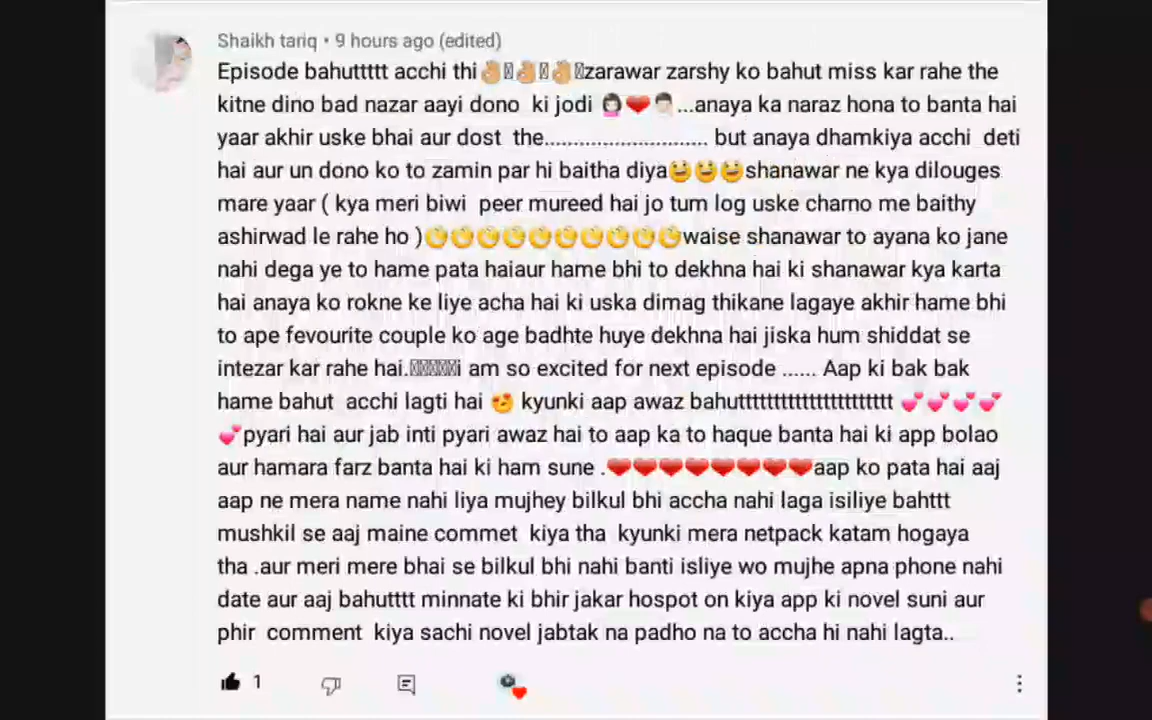 Shaikh tariq • 9 hours ago (edited)
Episode bahuttttt acchi thi👌🏼👌🏼👌🏼zarawar zarshy ko bahut miss kar rahe the
kitne dino bad nazar aayi dono ki jodi 👩🏻❤️👨🏻...anaya ka naraz hona to banta hai
yaar akhir uske bhai aur dost the............................ but anaya dhamkiya acchi deti
hai aur un dono ko to zamin par hi baitha diya😆😆😆shanawar ne kya dilouges
mare yaar ( kya meri biwi peer mureed hai jo tum log uske charno me baithy
ashirwad le rahe ho )🤣🤣🤣🤣🤣🤣🤣🤣🤣🤣waise shanawar to ayana ko jane
nahi dega ye to hame pata haiaur hame bhi to dekhna hai ki shanawar kya karta
hai anaya ko rokne ke liye acha hai ki uska dimag thikane lagaye akhir hame bhi
to ape fevourite couple ko age badhte huye dekhna hai jiska hum shiddat se
intezar kar rahe hai.i am so excited for next episode ...... Aap ki bak bak
hame bahut acchi lagti hai 😍 kyunki aap awaz bahutttttttttttttttttttttt 💕💕💕💕
💕pyari hai aur jab inti pyari awaz hai to aap ka to haque banta hai ki app bolao
aur hamara farz banta hai ki ham sune .❤️❤️❤️❤️❤️❤️❤️❤️aap ko pata hai aaj
aap ne mera name nahi liya mujhey bilkul bhi accha nahi laga isiliye bahttt
mushkil se aaj maine commet kiya tha kyunki mera netpack katam hogaya
tha .aur meri mere bhai se bilkul bhi nahi banti isliye wo mujhe apna phone nahi
date aur aaj bahutttt minnate ki bhir jakar hospot on kiya app ki novel suni aur
phir comment kiya sachi novel jabtak na padho na to accha hi nahi lagta..
1